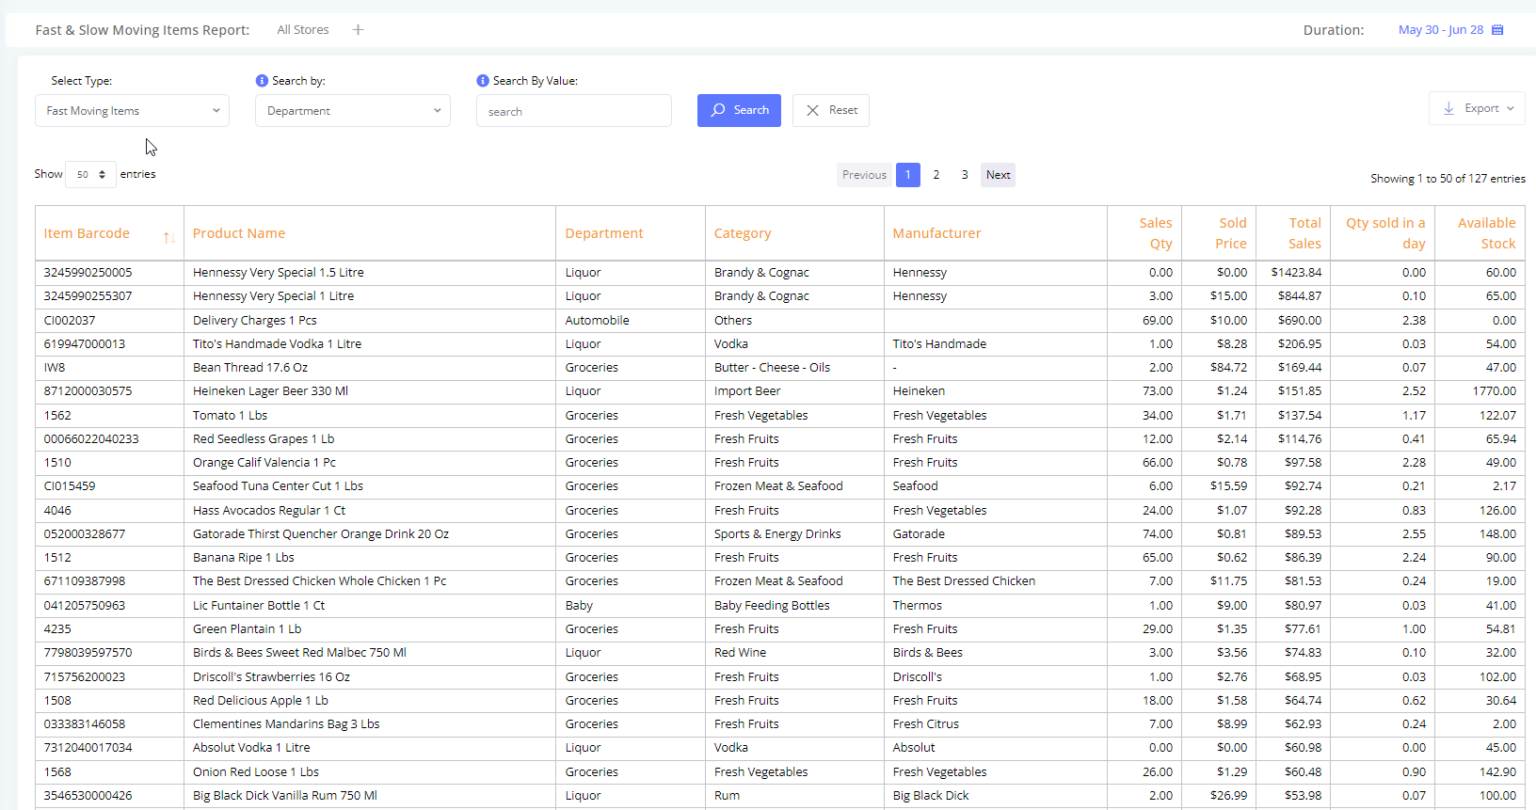 Fast & Slow Moving Items Report: All Stores + Duration: May 30 - Jun 28
Select Type: Search by: Search By Value:
Fast Moving Items Department search Search Reset Export
Show 50 entries Previous 1 2 3 Next Showing 1 to 50 of 127 entries
Item Barcode Product Name Department Category Manufacturer Sales Qty Sold Price Total Sales Qty sold in a day Available Stock
3245990250005 Hennessy Very Special 1.5 Litre Liquor Brandy & Cognac Hennessy 0.00 $0.00 $1423.84 0.00 60.00
3245990255307 Hennessy Very Special 1 Litre Liquor Brandy & Cognac Hennessy 3.00 $15.00 $844.87 0.10 65.00
CI002037 Delivery Charges 1 Pcs Automobile Others 69.00 $10.00 $690.00 2.38 0.00
619947000013 Tito's Handmade Vodka 1 Litre Liquor Vodka Tito's Handmade 1.00 $8.28 $206.95 0.03 54.00
IW8 Bean Thread 17.6 Oz Groceries Butter - Cheese - Oils - 2.00 $84.72 $169.44 0.07 47.00
8712000030575 Heineken Lager Beer 330 Ml Liquor Import Beer Heineken 73.00 $1.24 $151.85 2.52 1770.00
1562 Tomato 1 Lbs Groceries Fresh Vegetables Fresh Vegetables 34.00 $1.71 $137.54 1.17 122.07
00066022040233 Red Seedless Grapes 1 Lb Groceries Fresh Fruits Fresh Fruits 12.00 $2.14 $114.76 0.41 65.94
1510 Orange Calif Valencia 1 Pc Groceries Fresh Fruits Fresh Fruits 66.00 $0.78 $97.58 2.28 49.00
CI015459 Seafood Tuna Center Cut 1 Lbs Groceries Frozen Meat & Seafood Seafood 6.00 $15.59 $92.74 0.21 2.17
4046 Hass Avocados Regular 1 Ct Groceries Fresh Fruits Fresh Vegetables 24.00 $1.07 $92.28 0.83 126.00
052000328677 Gatorade Thirst Quencher Orange Drink 20 Oz Groceries Sports & Energy Drinks Gatorade 74.00 $0.81 $89.53 2.55 148.00
1512 Banana Ripe 1 Lbs Groceries Fresh Fruits Fresh Fruits 65.00 $0.62 $86.39 2.24 90.00
671109387998 The Best Dressed Chicken Whole Chicken 1 Pc Groceries Frozen Meat & Seafood The Best Dressed Chicken 7.00 $11.75 $81.53 0.24 19.00
041205750963 Lic Funtainer Bottle 1 Ct Baby Baby Feeding Bottles Thermos 1.00 $9.00 $80.97 0.03 41.00
4235 Green Plantain 1 Lb Groceries Fresh Fruits Fresh Fruits 29.00 $1.35 $77.61 1.00 54.81
7798039597570 Birds & Bees Sweet Red Malbec 750 Ml Liquor Red Wine Birds & Bees 3.00 $3.56 $74.83 0.10 32.00
715756200023 Driscoll's Strawberries 16 Oz Groceries Fresh Fruits Driscoll's 1.00 $2.76 $68.95 0.03 102.00
1508 Red Delicious Apple 1 Lb Groceries Fresh Fruits Fresh Fruits 18.00 $1.58 $64.74 0.62 30.64
033383146058 Clementines Mandarins Bag 3 Lbs Groceries Fresh Fruits Fresh Citrus 7.00 $8.99 $62.93 0.24 2.00
7312040017034 Absolut Vodka 1 Litre Liquor Vodka Absolut 0.00 $0.00 $60.98 0.00 45.00
1568 Onion Red Loose 1 Lbs Groceries Fresh Vegetables Fresh Vegetables 26.00 $1.29 $60.48 0.90 142.90
3546530000426 Big Black Dick Vanilla Rum 750 Ml Liquor Rum Big Black Dick 2.00 $26.99 $53.98 0.07 100.00